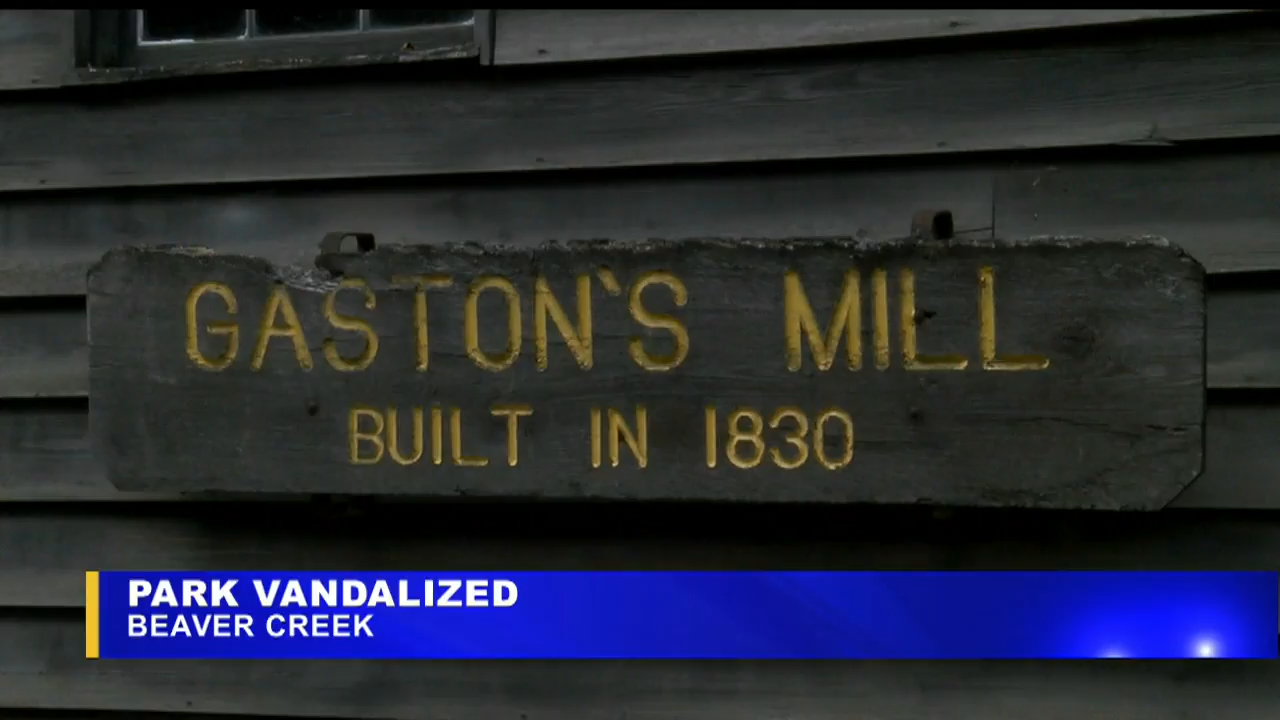 GASTON'S MILL
BUILT IN 1830
PARK VANDALIZED
BEAVER CREEK